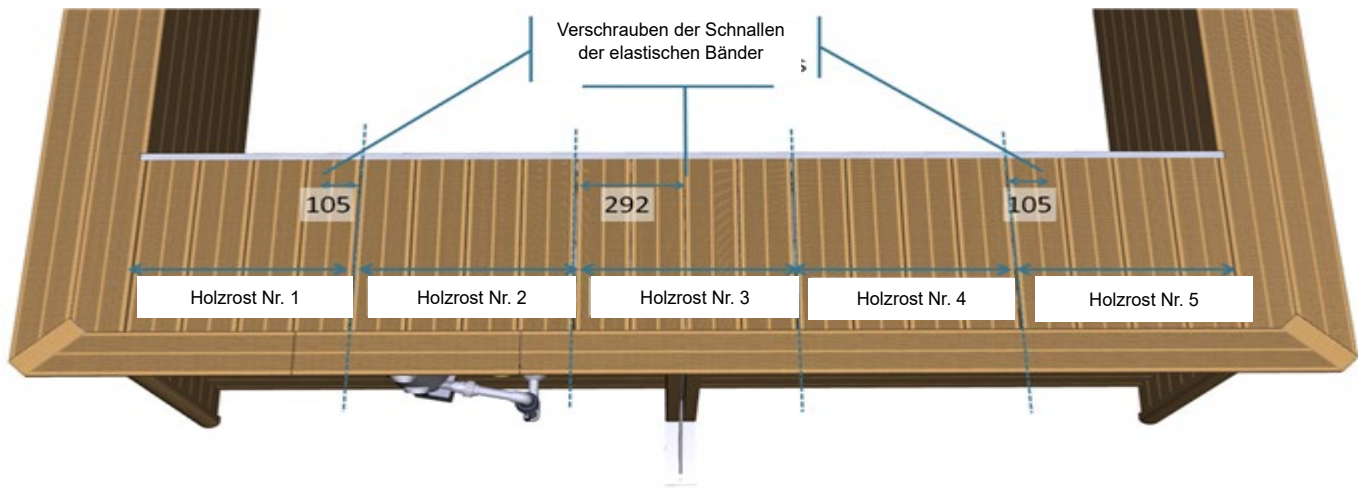 Verschrauben der Schnallen
der elastischen Bänder
105
292
105
Holzrost Nr. 1
Holzrost Nr. 2
Holzrost Nr. 3
Holzrost Nr. 4
Holzrost Nr. 5